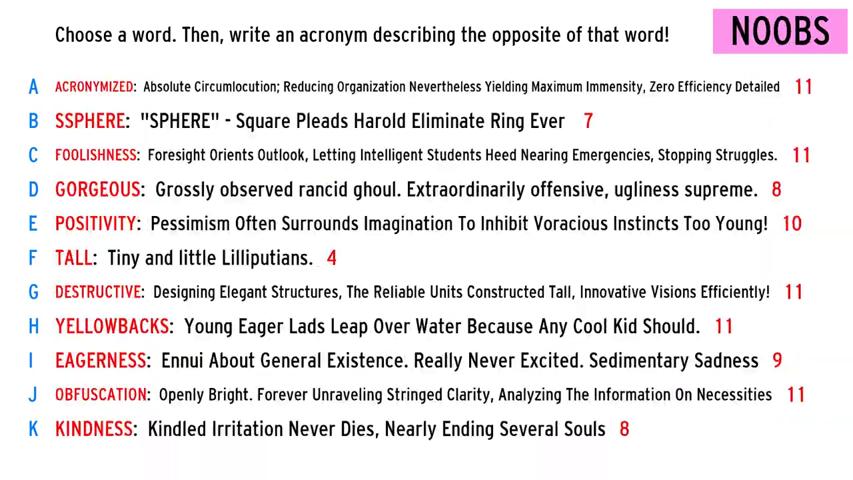 Choose a word. Then, write an acronym describing the opposite of that word!
NOOBS
A ACRONYMIZED: Absolute Circumlocution; Reducing Organization Nevertheless Yielding Maximum Immensity, Zero Efficiency Detailed 11
B SSPHERE: "SPHERE" - Square Pleads Harold Eliminate Ring Ever 7
C FOOLISHNESS: Foresight Orients Outlook, Letting Intelligent Students Heed Nearing Emergencies, Stopping Struggles. 11
D GORGEOUS: Grossly observed rancid ghoul. Extraordinarily offensive, ugliness supreme. 8
E POSITIVITY: Pessimism Often Surrounds Imagination To Inhibit Voracious Instincts Too Young! 10
F TALL: Tiny and little Lilliputians. 4
G DESTRUCTIVE: Designing Elegant Structures, The Reliable Units Constructed Tall, Innovative Visions Efficiently! 11
H YELLOWBACKS: Young Eager Lads Leap Over Water Because Any Cool Kid Should. 11
I EAGERNESS: Ennui About General Existence. Really Never Excited. Sedimentary Sadness 9
J OBFUSCATION: Openly Bright. Forever Unraveling Stringed Clarity, Analyzing The Information On Necessities 11
K KINDNESS: Kindled Irritation Never Dies, Nearly Ending Several Souls 8